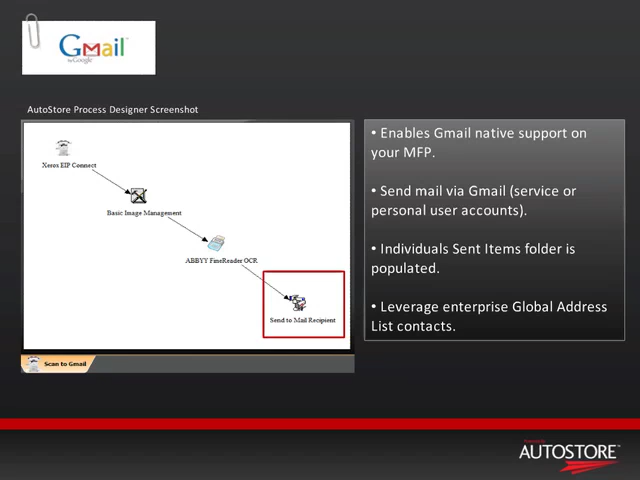 Gmail
by Google
AutoStore Process Designer Screenshot
Xerox EIP Connect
Basic Image Management
ABBYY FineReader OCR
Send to Mail Recipient
Scan to Gmail
• Enables Gmail native support on
your MFP.
• Send mail via Gmail (service or
personal user accounts).
• Individuals Sent Items folder is
populated.
• Leverage enterprise Global Address
List contacts.
AUTOSTORE